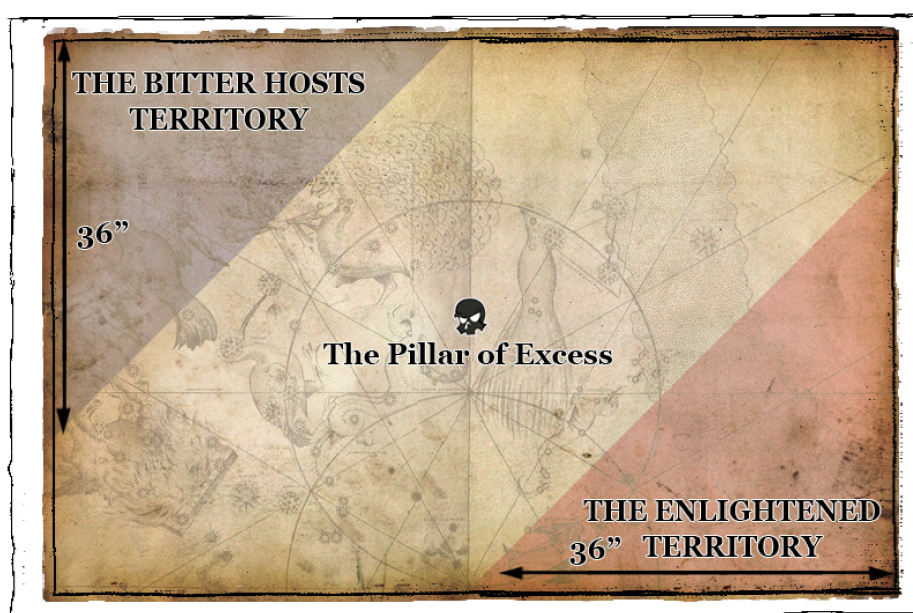 THE BITTER HOSTS
TERRITORY
36”
The Pillar of Excess
THE ENLIGHTENED
36” TERRITORY